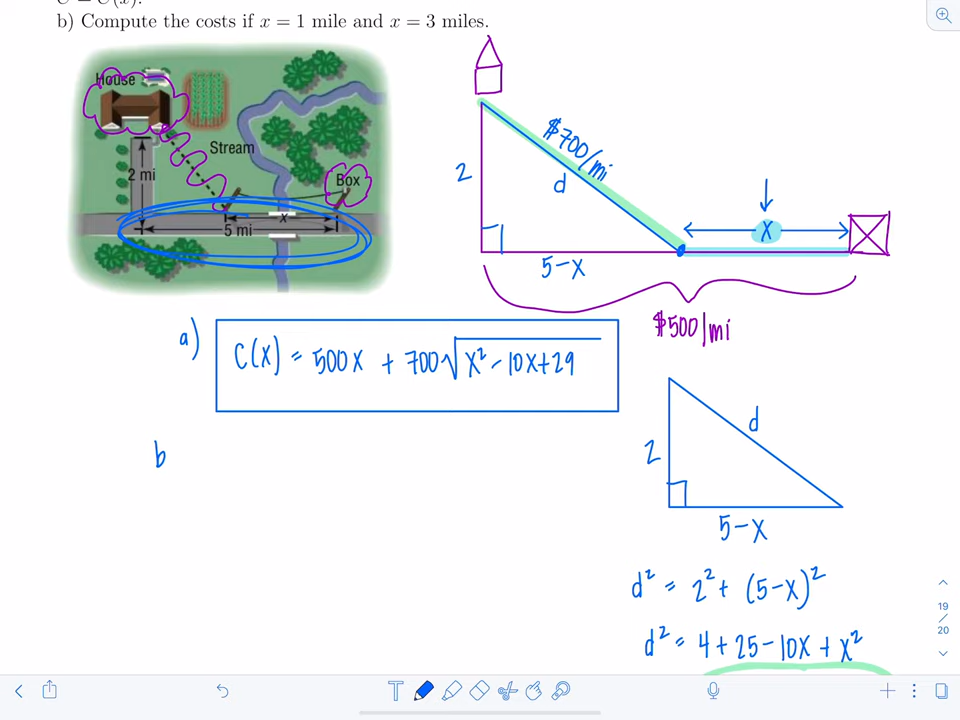 C = C(x).
b) Compute the costs if x = 1 mile and x = 3 miles.
House
Stream
2 mi
Box
x
5 mi
2
$700/mi
d
x
5-x
$500/mi
a) C(x) = 500x + 700√x² - 10x+29
b
2
d
5-x
d² = 2² + (5-x)²
d² = 4 + 25 - 10x + x²
19
/
20
T